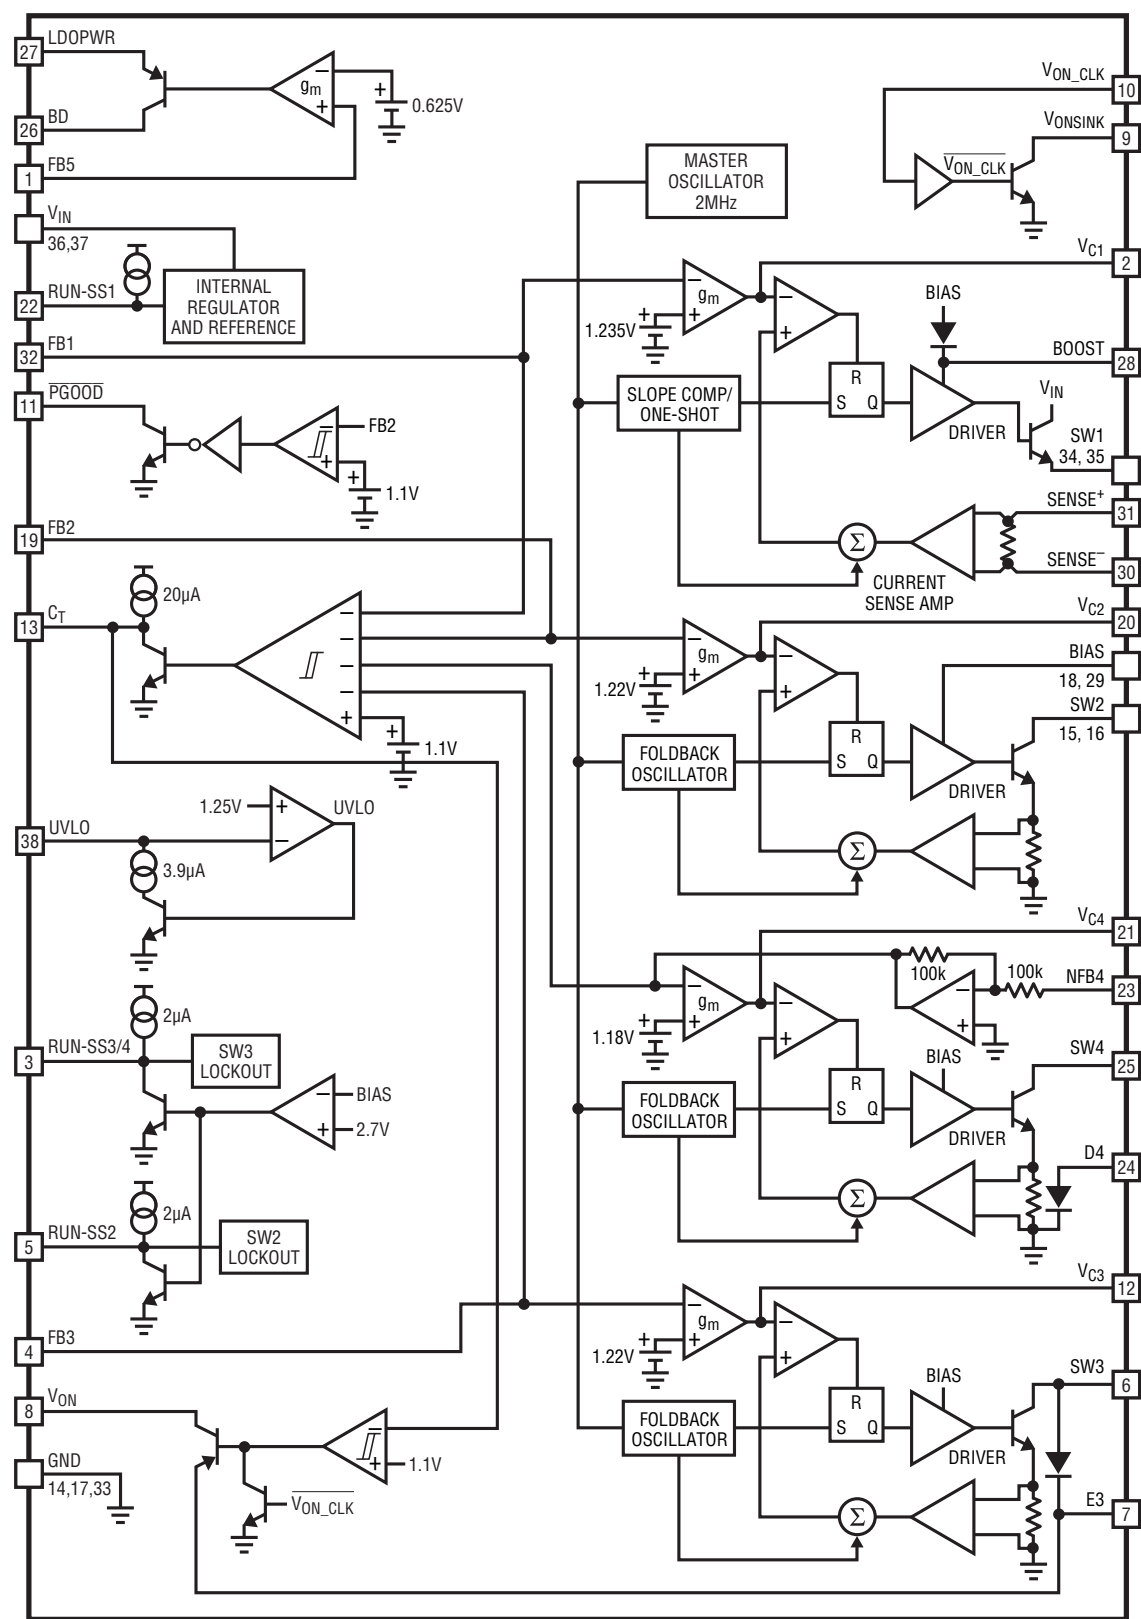 27
LDOPWR
gm
−
+
+
0.625V
26
BD
1
FB5
VIN
36,37
22
RUN-SS1
INTERNAL
REGULATOR
AND REFERENCE
32
FB1
11
PGOOD
FB2
−
+
+
1.1V
19
FB2
20µA
13
CT
−
−
−
−
+
+
1.1V
1.25V
+
−
UVLO
38
UVLO
3.9µA
2µA
3
RUN-SS3/4
SW3
LOCKOUT
−
BIAS
+
2.7V
2µA
5
RUN-SS2
SW2
LOCKOUT
4
FB3
8
VON
−
+
1.1V
VON_CLK
GND
14,17,33
MASTER
OSCILLATOR
2MHz
VON_CLK
10
VONSINK
9
VON_CLK
VC1
2
−
gm
+
+
1.235V
−
+
BIAS
BOOST
28
SLOPE COMP/
ONE-SHOT
R
S Q
DRIVER
VIN
SW1
34, 35
SENSE+
31
SENSE−
30
Σ
CURRENT
SENSE AMP
VC2
20
−
gm
+
+
1.22V
−
+
BIAS
18, 29
SW2
15, 16
FOLDBACK
OSCILLATOR
R
S Q
DRIVER
Σ
VC4
21
100k
100k
NFB4
23
−
+
−
gm
+
+
1.18V
−
+
BIAS
SW4
25
FOLDBACK
OSCILLATOR
R
S Q
DRIVER
D4
24
Σ
VC3
12
−
gm
+
+
1.22V
−
+
BIAS
SW3
6
FOLDBACK
OSCILLATOR
R
S Q
DRIVER
E3
7
Σ